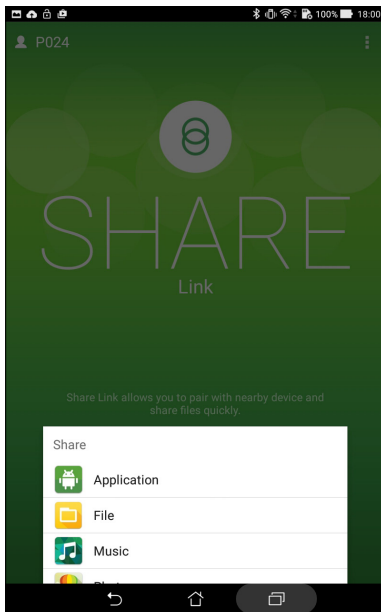 100% 18:00
P024
SHARE
Link
Share Link allows you to pair with nearby device and
share files quickly.
Share
Application
File
Music